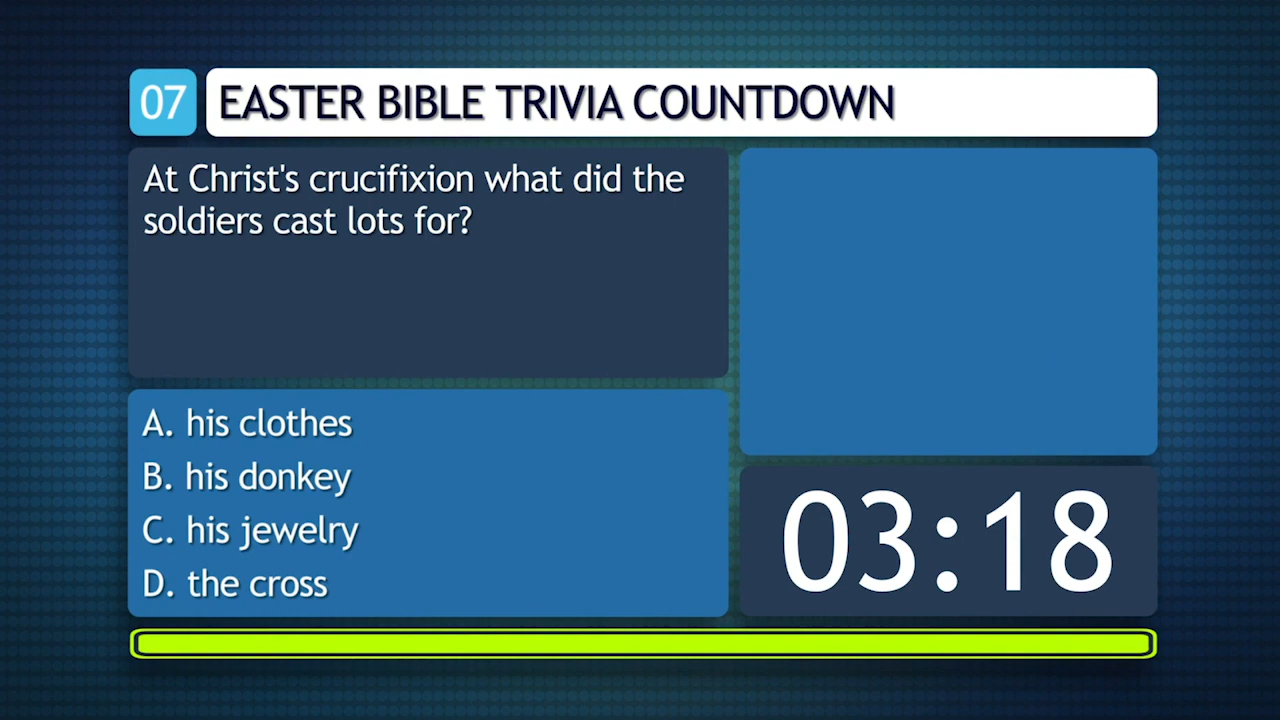 07
EASTER BIBLE TRIVIA COUNTDOWN
At Christ's crucifixion what did the
soldiers cast lots for?
A. his clothes
B. his donkey
C. his jewelry
D. the cross
03:18